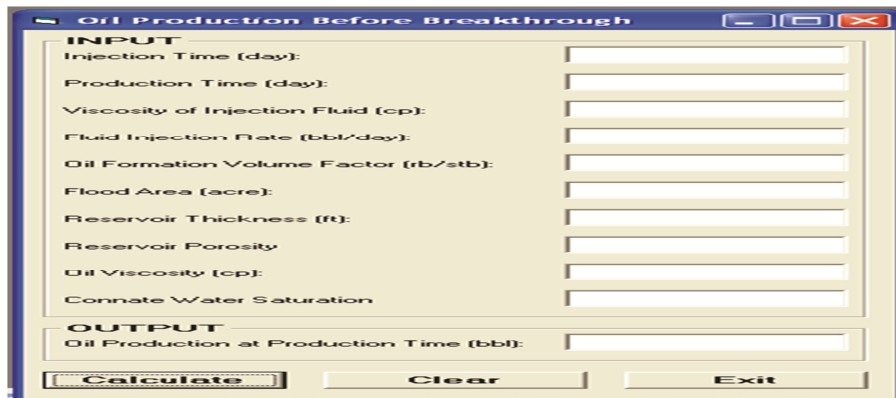 Oil Production Before Breakthrough
INPUT
Injection Time (day):
Production Time (day):
Viscosity of Injection Fluid (cp):
Fluid Injection Rate (bbl/day):
Oil Formation Volume Factor (rb/stb):
Flood Area (acre):
Reservoir Thickness (ft):
Reservoir Porosity
Oil Viscosity (cp):
Connate Water Saturation
OUTPUT
Oil Production at Production Time (bbl):
Calculate Clear Exit